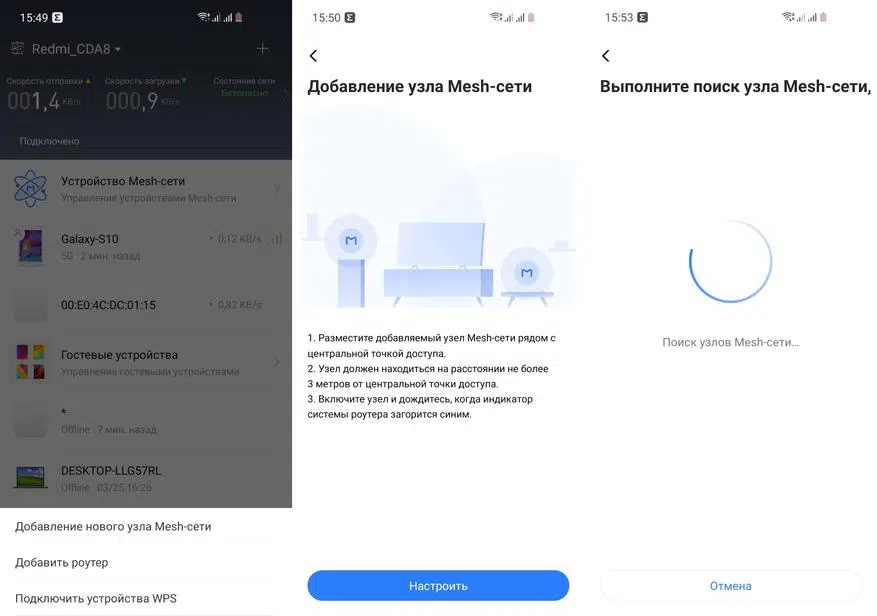 15:49
Redmi_CDA8
Скорость отправки
Скорость загрузки
Состояние сети
001,4 KB/s
000,9 KB/s
Безопасно
Подключено
Устройство Mesh-сети
Управление устройствами Mesh-сети
Galaxy-S10
5G 2 мин. назад
0,12 KB/s
00:E0:4C:DC:01:15
0,82 KB/s
Гостевые устройства
Управление гостевыми устройствами
*
Offline 7 мин. назад
DESKTOP-LLG57RL
Offline 03/25 16:26
Добавление нового узла Mesh-сети
Добавить роутер
Подключить устройства WPS
15:50
Добавление узла Mesh-сети
1. Разместите добавляемый узел Mesh-сети рядом с
центральной точкой доступа.
2. Узел должен находиться на расстоянии не более
3 метров от центральной точки доступа.
3. Включите узел и дождитесь, когда индикатор
системы роутера загорится синим.
Настроить
15:53
Выполните поиск узла Mesh-сети,
Поиск узлов Mesh-сети...
Отмена